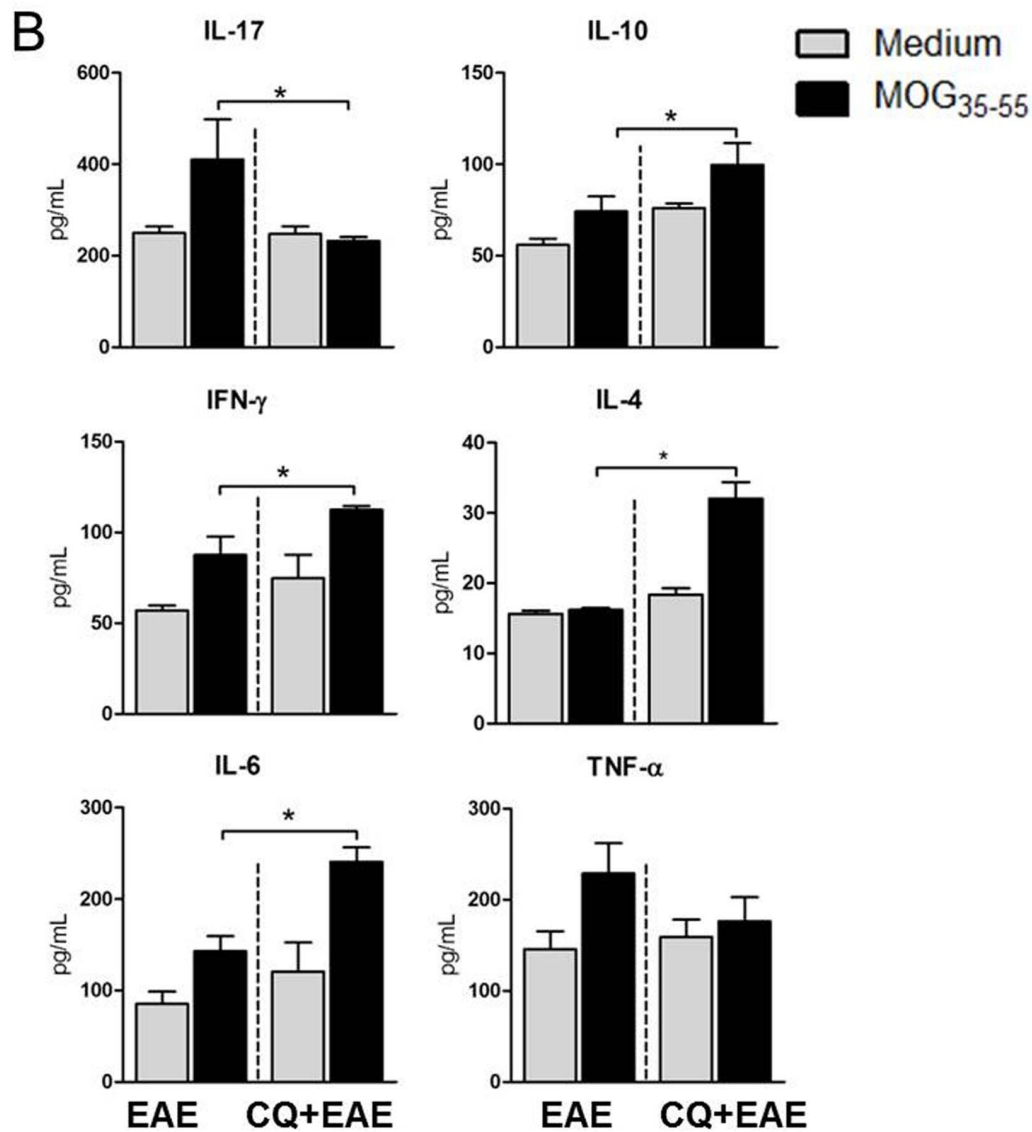 B
IL-17
600
400
200
0
pg/mL
*
IL-10
150
100
50
0
pg/mL
*
Medium
MOG35-55
IFN-γ
150
100
50
0
pg/mL
*
IL-4
40
30
20
10
0
pg/mL
*
IL-6
300
200
100
0
pg/mL
*
EAE CQ+EAE
TNF-α
300
200
100
0
pg/mL
EAE CQ+EAE